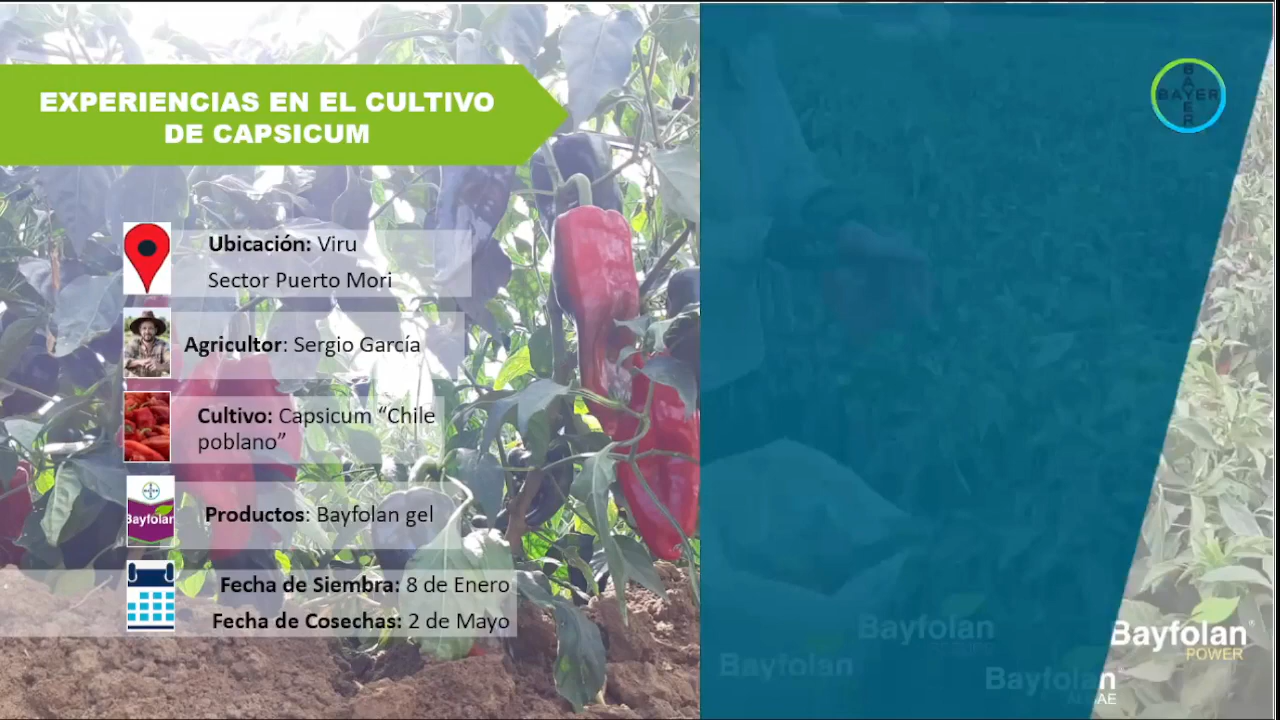 EXPERIENCIAS EN EL CULTIVO
DE CAPSICUM
Ubicación: Viru
Sector Puerto Mori
Agricultor: Sergio García
Cultivo: Capsicum “Chile
poblano”
Productos: Bayfolan gel
Fecha de Siembra: 8 de Enero
Fecha de Cosechas: 2 de Mayo
Bayfolan
BAYER
BAYER
Bayfolan
Bayfolan
Bayfolan®
POWER
Bayfolan